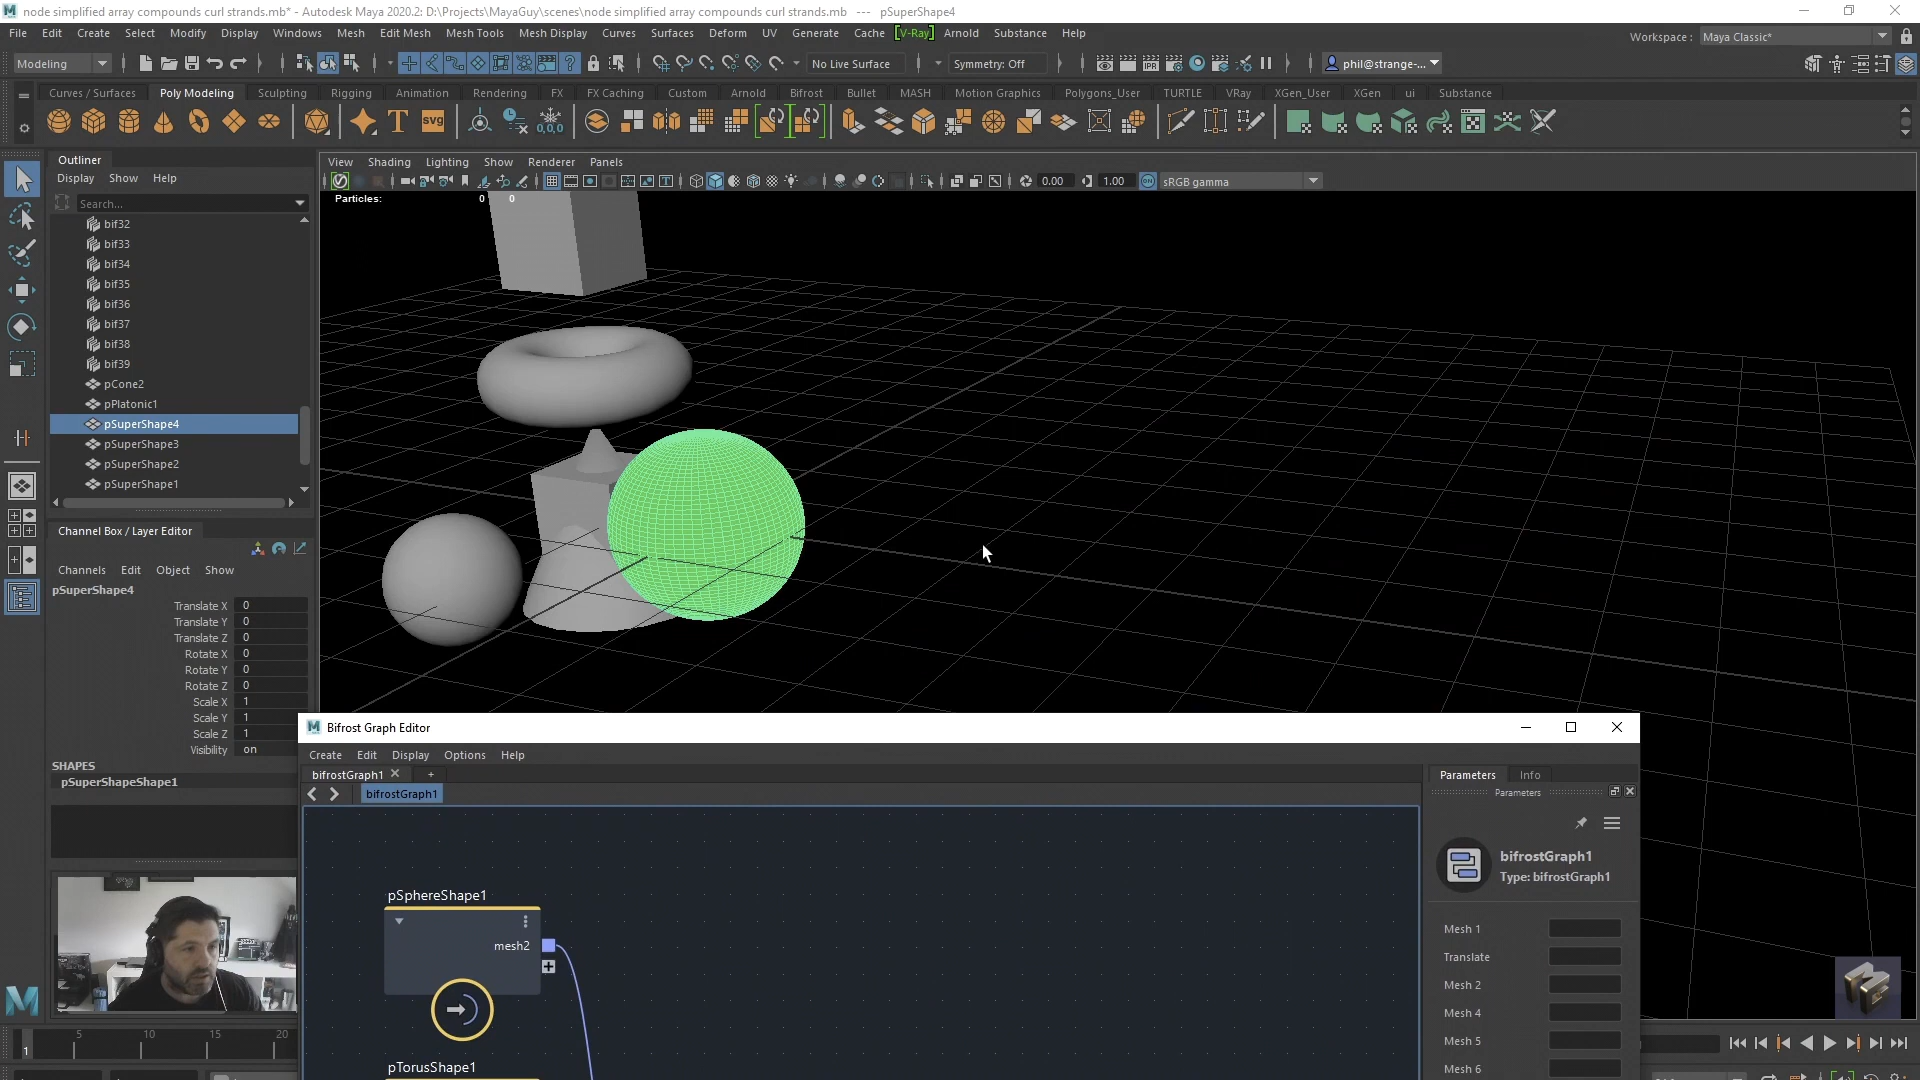 node simplified array compounds curl strands.mb* - Autodesk Maya 2020.2: D:\Projects\MayaGuy\scenes\node simplified array compounds curl strands.mb --- pSuperShape4
File Edit Create Select Modify Display Windows Mesh Edit Mesh Mesh Tools Mesh Display Curves Surfaces Deform UV Generate Cache [V-Ray] Arnold Substance Help
Workspace : Maya Classic*
Modeling No Live Surface Symmetry: Off phil@strange-...
Curves / Surfaces Poly Modeling Sculpting Rigging Animation Rendering FX FX Caching Custom Arnold Bifrost Bullet MASH Motion Graphics Polygons_User TURTLE VRay XGen_User XGen ui Substance
T SVG 0,0,0
Outliner
Display Show Help
Search...
bif32
bif33
bif34
bif35
bif36
bif37
bif38
bif39
pCone2
pPlatonic1
pSuperShape4
pSuperShape3
pSuperShape2
pSuperShape1
View Shading Lighting Show Renderer Panels
0.00 1.00 sRGB gamma
Particles: 0 0
Channel Box / Layer Editor
Channels Edit Object Show
pSuperShape4
Translate X 0
Translate Y 0
Translate Z 0
Rotate X 0
Rotate Y 0
Rotate Z 0
Scale X 1
Scale Y 1
Scale Z 1
Visibility on
SHAPES
pSuperShapeShape1
Bifrost Graph Editor
Create Edit Display Options Help
bifrostGraph1 +
bifrostGraph1
pSphereShape1
mesh2
pTorusShape1
Parameters Info
Parameters
bifrostGraph1
Type: bifrostGraph1
Mesh 1
Translate
Mesh 2
Mesh 4
Mesh 5
Mesh 6
5 10 15 20
1